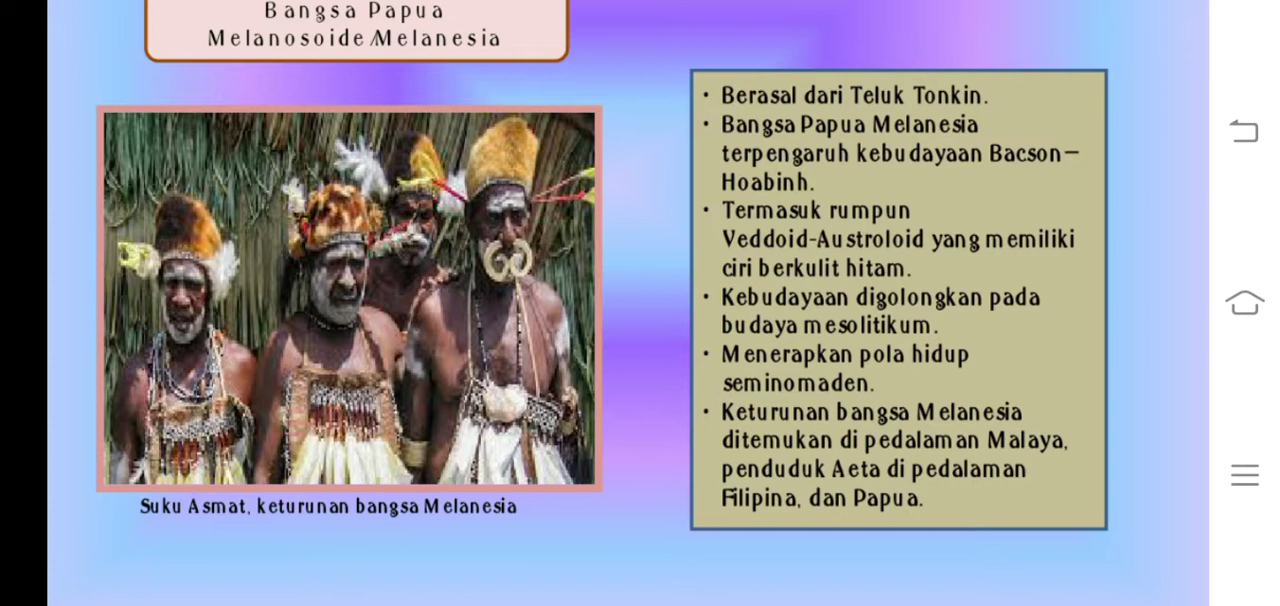 Bangsa Papua
Melanosoide/Melanesia
• Berasal dari Teluk Tonkin.
• Bangsa Papua Melanesia
terpengaruh kebudayaan Bacson–
Hoabinh.
• Termasuk rumpun
Veddoid-Austroloid yang memiliki
ciri berkulit hitam.
• Kebudayaan digolongkan pada
budaya mesolitikum.
• Menerapkan pola hidup
seminomaden.
• Keturunan bangsa Melanesia
ditemukan di pedalaman Malaya,
penduduk Aeta di pedalaman
Filipina, dan Papua.
Suku Asmat, keturunan bangsa Melanesia